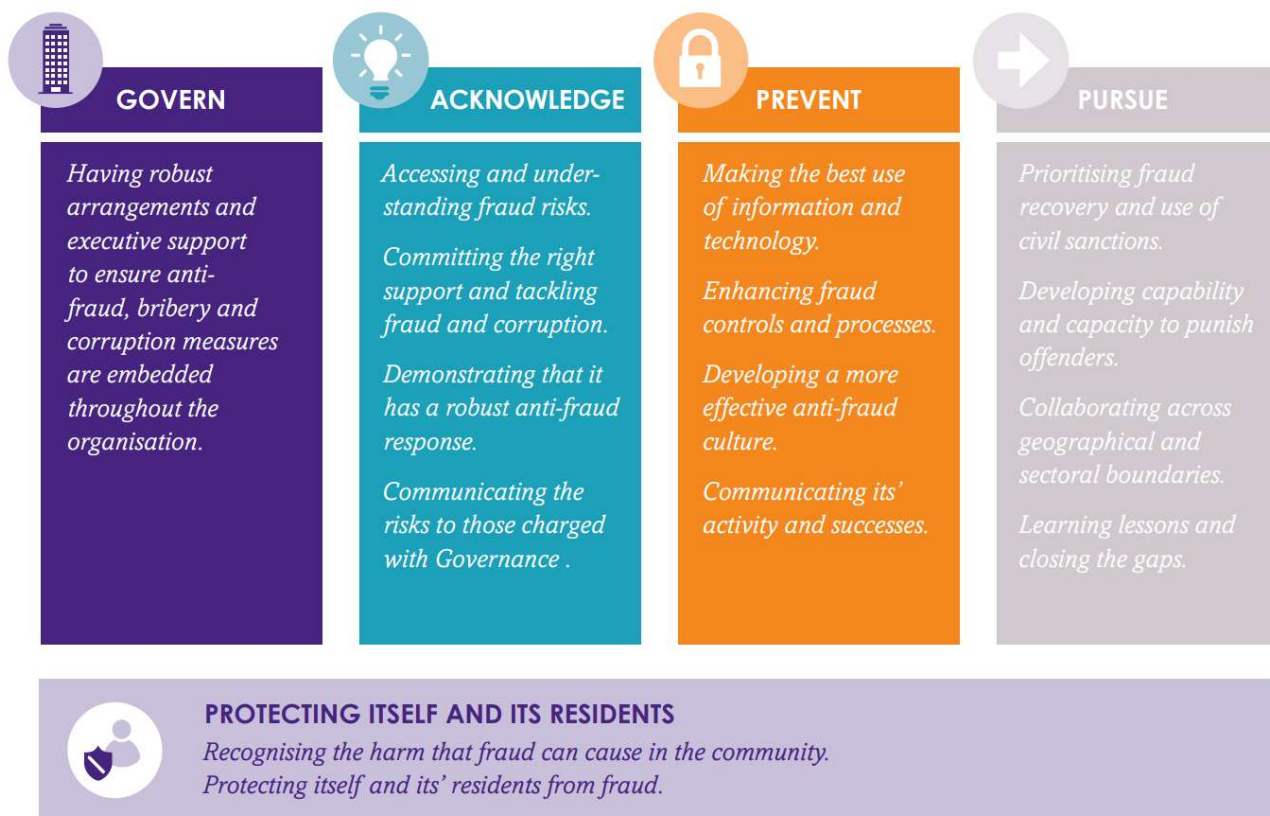 GOVERN
Having robust
arrangements and
executive support
to ensure anti-
fraud, bribery and
corruption measures
are embedded
throughout the
organisation.
ACKNOWLEDGE
Accessing and under-
standing fraud risks.
Committing the right
support and tackling
fraud and corruption.
Demonstrating that it
has a robust anti-fraud
response.
Communicating the
risks to those charged
with Governance .
PREVENT
Making the best use
of information and
technology.
Enhancing fraud
controls and processes.
Developing a more
effective anti-fraud
culture.
Communicating its’
activity and successes.
PURSUE
Prioritising fraud
recovery and use of
civil sanctions.
Developing capability
and capacity to punish
offenders.
Collaborating across
geographical and
sectoral boundaries.
Learning lessons and
closing the gaps.
PROTECTING ITSELF AND ITS RESIDENTS
Recognising the harm that fraud can cause in the community.
Protecting itself and its’ residents from fraud.